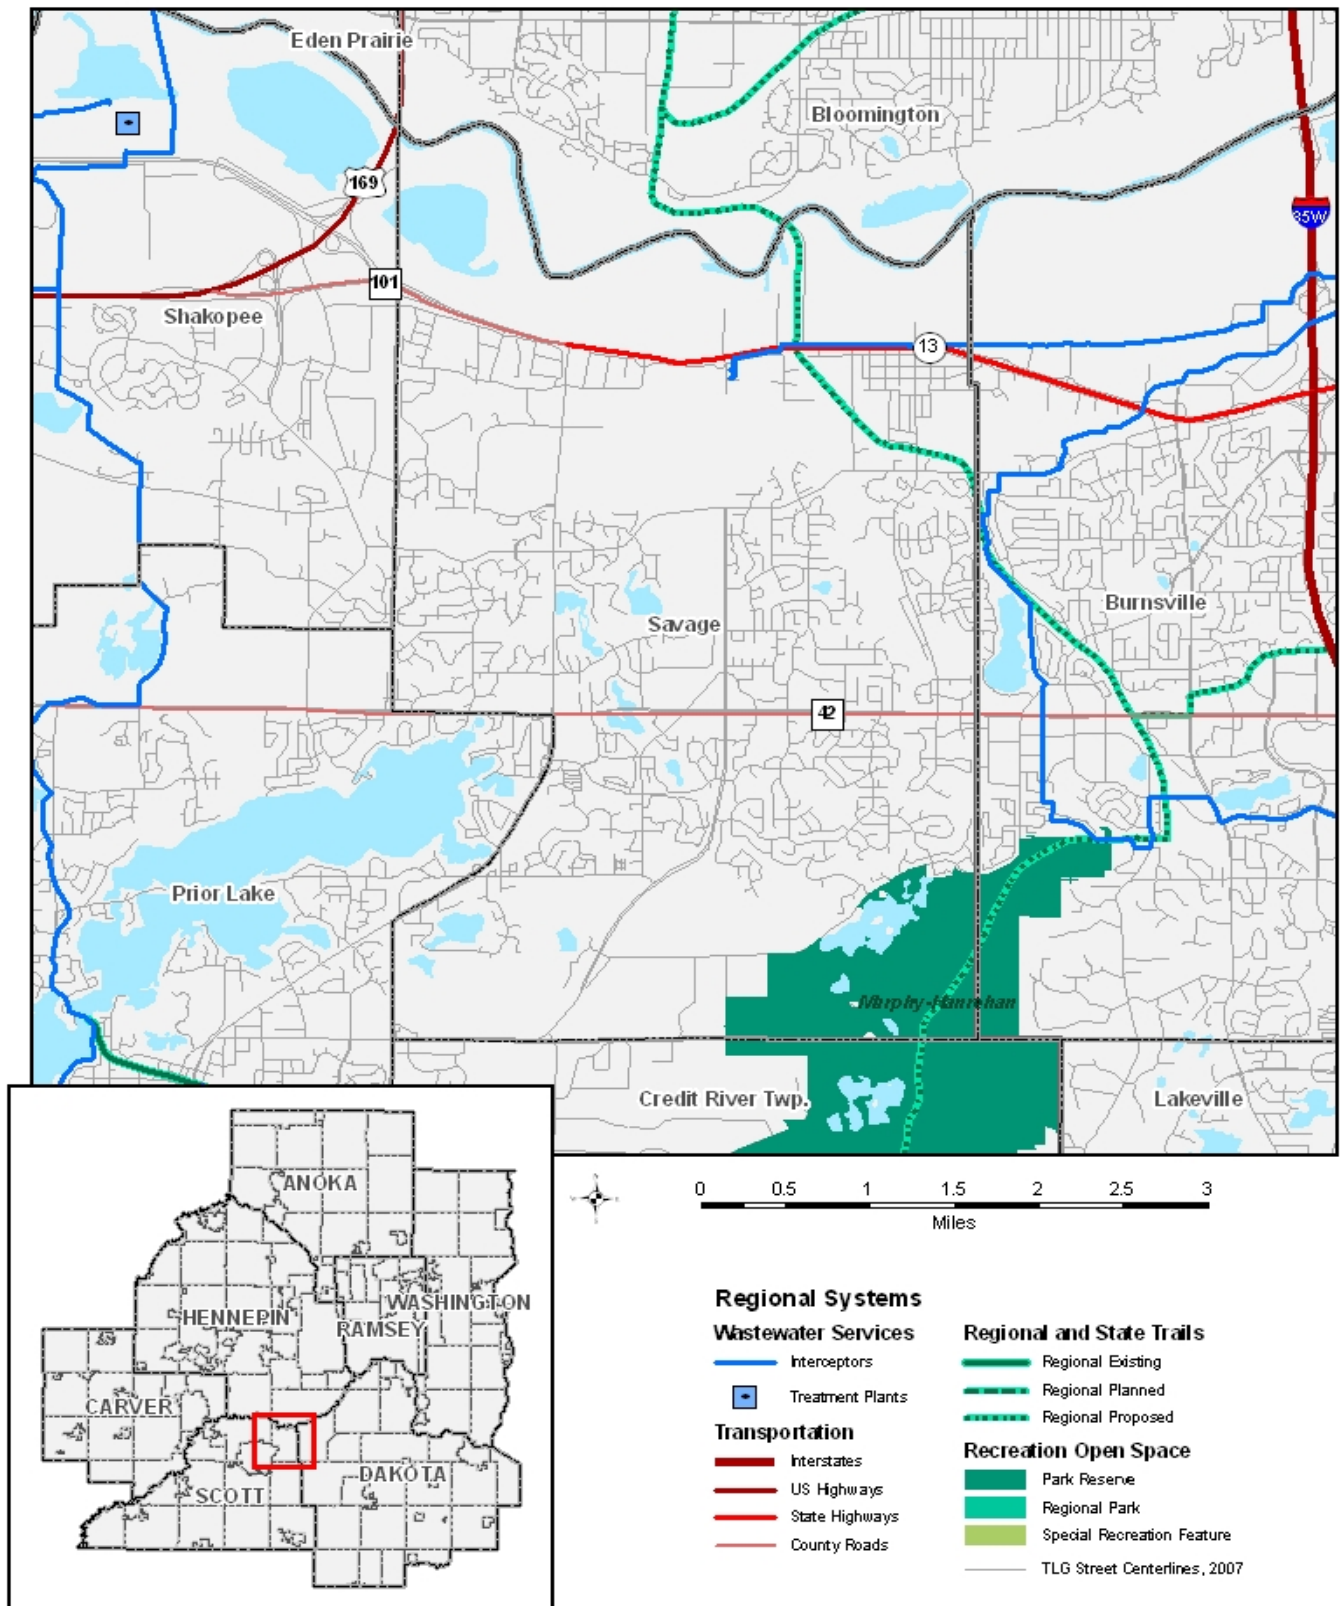 Eden Prairie
Bloomington
169
35W
101
Shakopee
13
Burnsville
Savage
42
Prior Lake
Murphy-Hanrehan
Credit River Twp.
Lakeville
ANOKA
WASHINGTON
HENNEPIN
RAMSEY
CARVER
DAKOTA
SCOTT
0 0.5 1 1.5 2 2.5 3
Miles
Regional Systems
Wastewater Services
Interceptors
Treatment Plants
Transportation
Interstates
US Highways
State Highways
County Roads
Regional and State Trails
Regional Existing
Regional Planned
Regional Proposed
Recreation Open Space
Park Reserve
Regional Park
Special Recreation Feature
TLG Street Centerlines, 2007